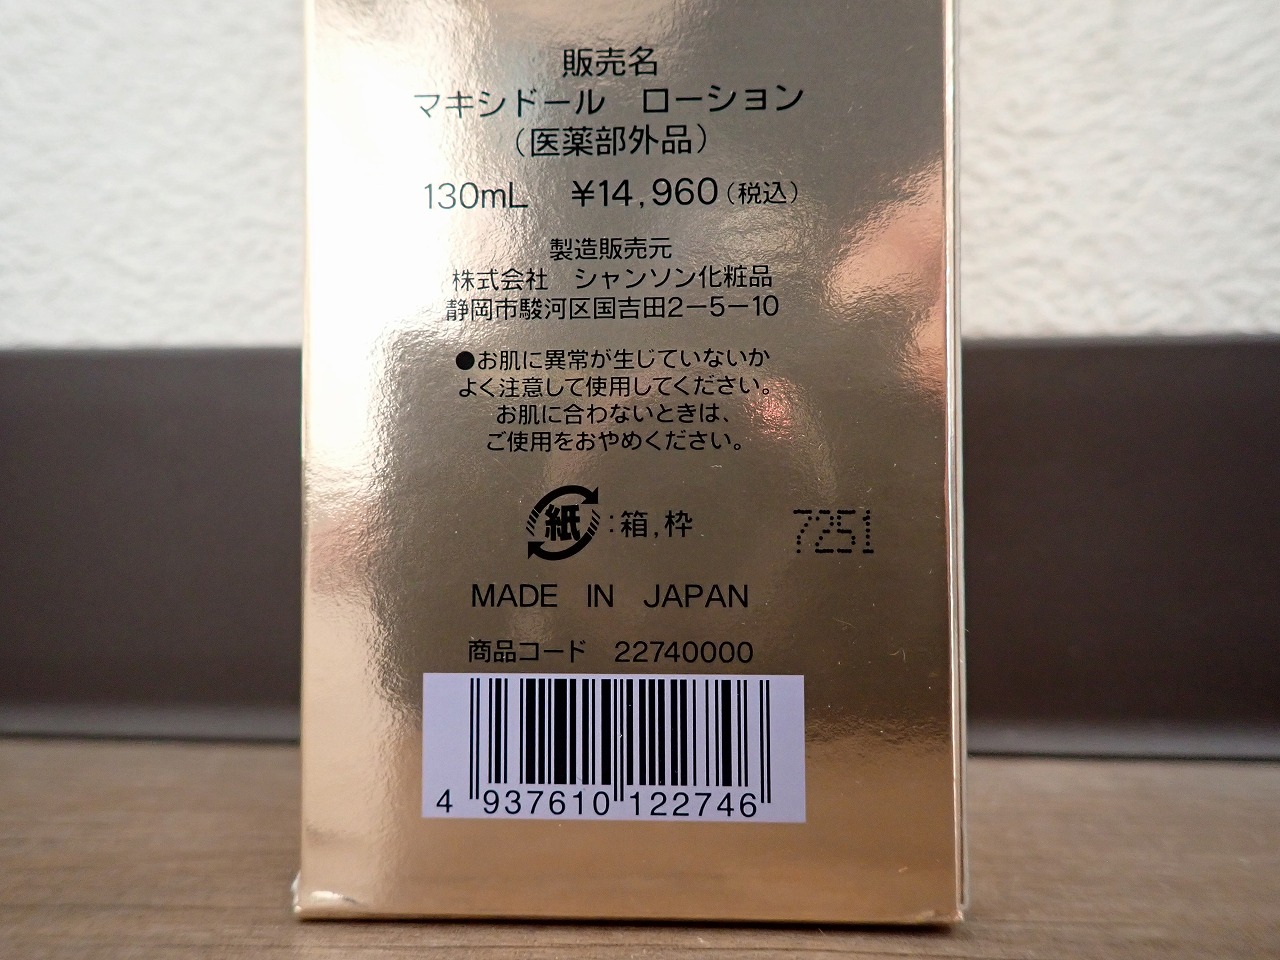 販売名
マキシドール　ローション
（医薬部外品）
130mL　¥14,960（税込）
製造販売元
株式会社　シャンソン化粧品
静岡市駿河区国吉田2－5－10
●お肌に異常が生じていないか
よく注意して使用してください。
お肌に合わないときは、
ご使用をおやめください。
紙：箱，枠
7251
MADE IN JAPAN
商品コード　22740000
4 937610 122746